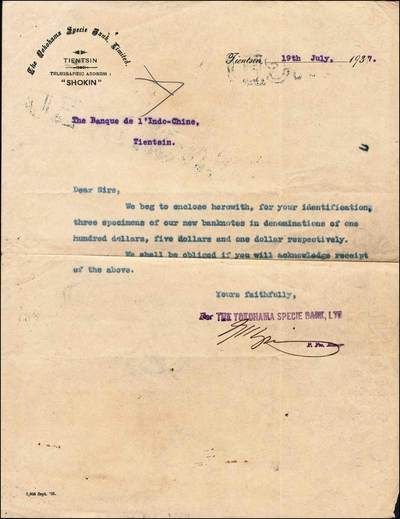 The Yokohama Specie Bank, Limited.
TIENTSIN
TELEGRAPHIC ADDRESS:
"SHOKIN"
Tientsin, 19th July, 1937.
The Banque de l'Indo-Chine,
Tientsin.
Dear Sirs,
We beg to enclose herewith, for your identification,
three specimens of our new banknotes in denominations of one
hundred dollars, five dollars and one dollar respectively.
We shall be obliged if you will acknowledge receipt
of the above.
Yours faithfully,
For THE YOKOHAMA SPECIE BANK, LTD